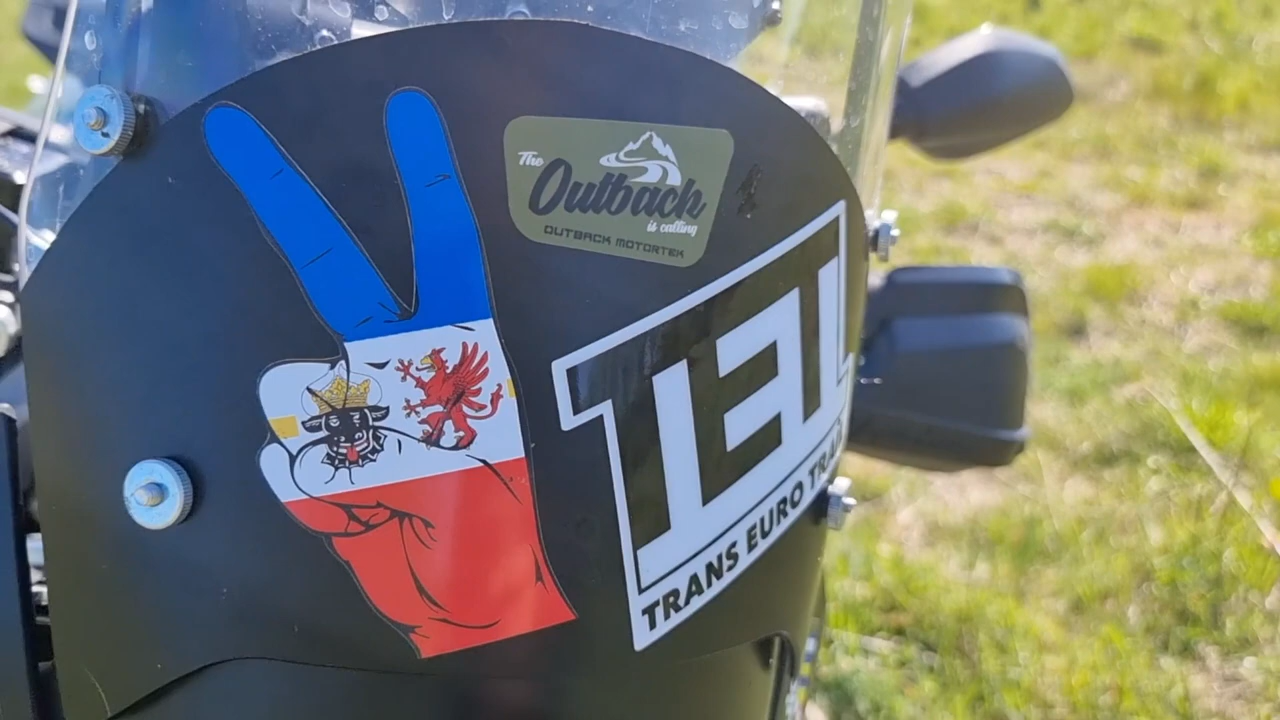 The
Outback
is calling
OUTBACK MOTORTEK
TET
TRANS EURO